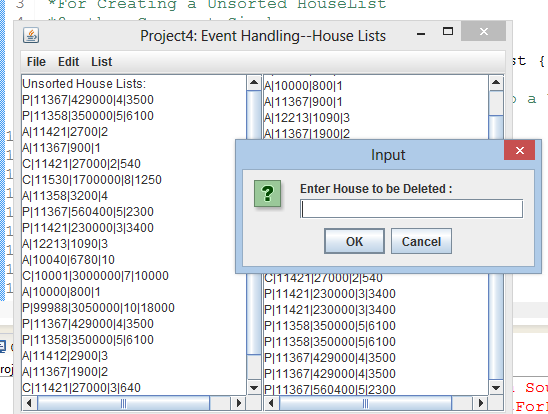 *For Creating a Unsorted HouseList
Project4: Event Handling--House Lists
File Edit List
Unsorted House Lists:
P|11367|429000|4|3500
P|11358|350000|5|6100
A|11421|2700|2
A|11367|900|1
C|11421|27000|2|540
C|11530|1700000|8|1250
A|11358|3200|4
P|11367|560400|5|2300
P|11421|230000|3|3400
A|12213|1090|3
A|10040|6780|10
C|10001|3000000|7|10000
A|10000|800|1
P|99988|3050000|10|18000
P|11367|429000|4|3500
P|11358|350000|5|6100
A|11412|2900|3
A|11367|1900|2
C|11421|27000|3|640
A|10000|800|1
A|11367|900|1
A|12213|1090|3
A|11367|1900|2
Input
?
Enter House to be Deleted :
OK Cancel
C|11421|27000|2|540
P|11421|230000|3|3400
P|11421|230000|3|3400
P|11358|350000|5|6100
P|11358|350000|5|6100
P|11367|429000|4|3500
P|11367|429000|4|3500
P|11367|560400|5|2300